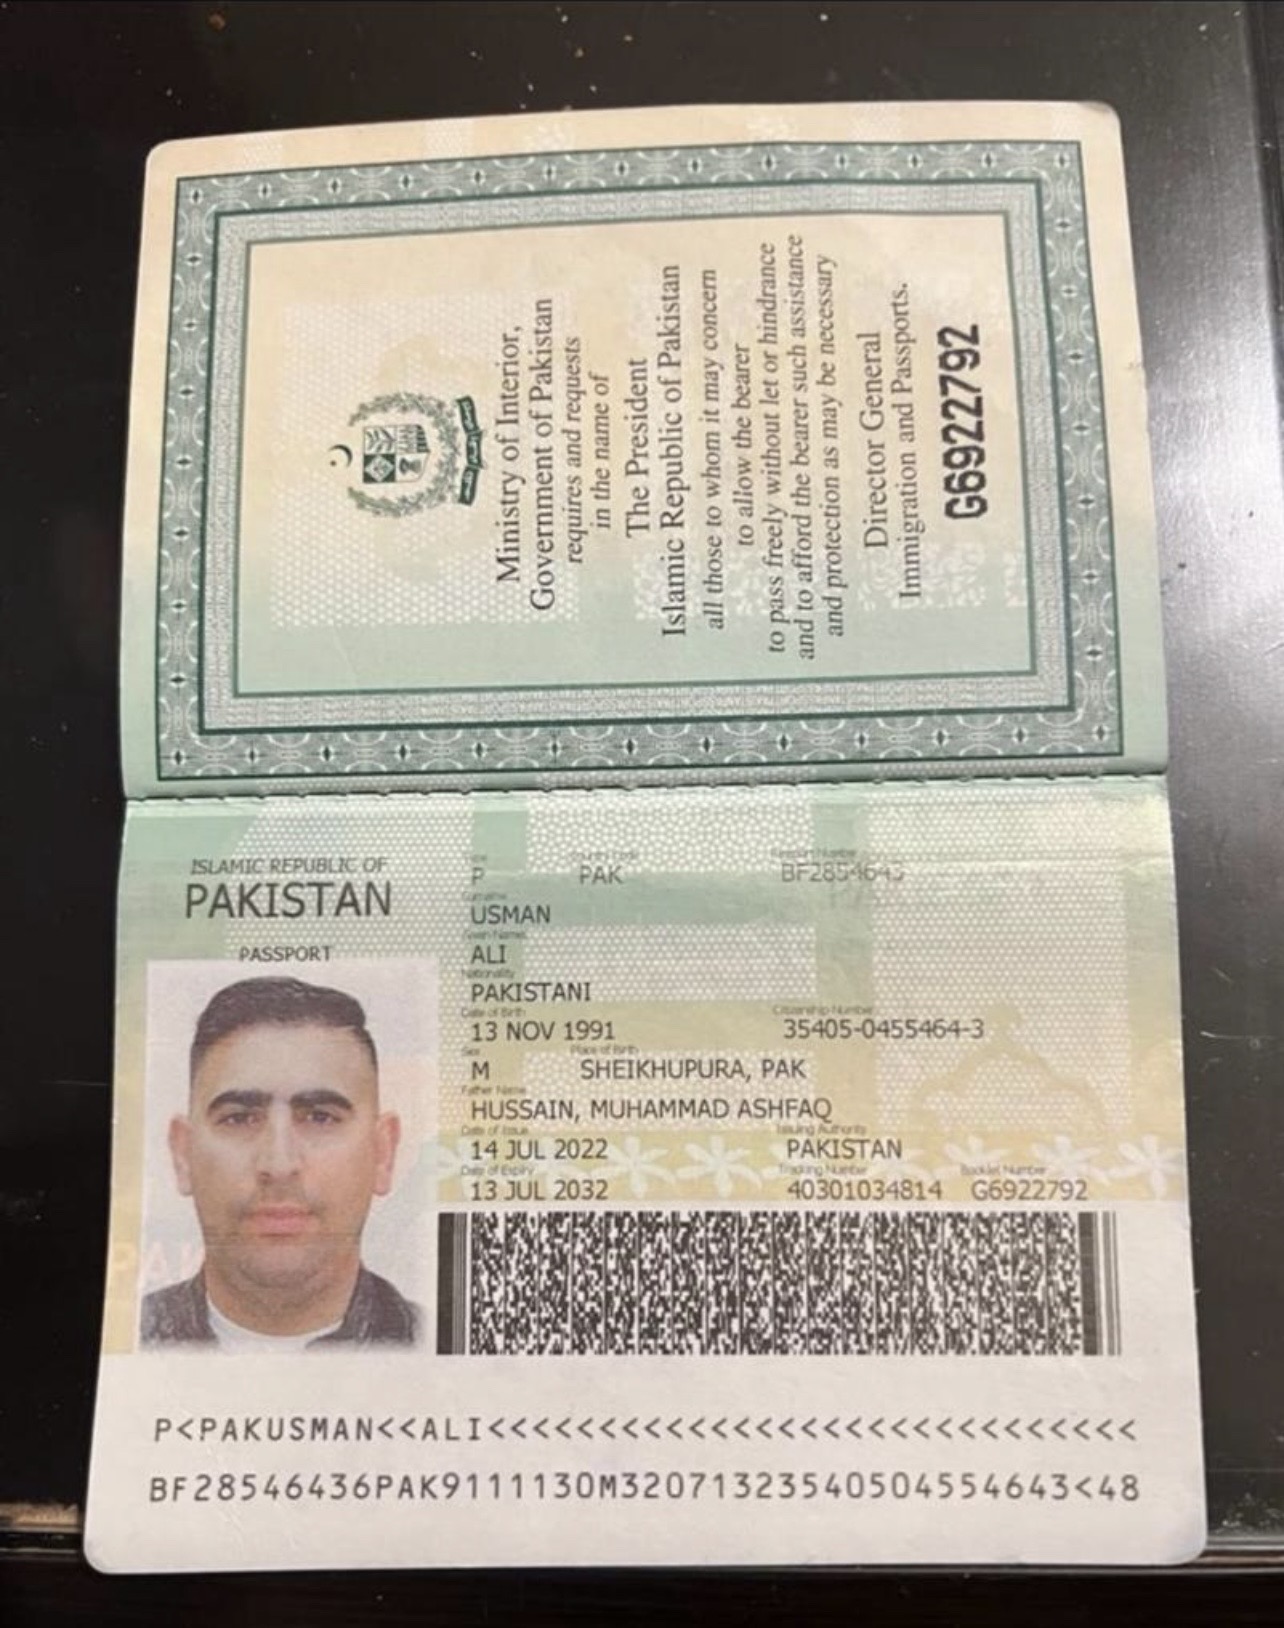 Ministry of Interior,
Government of Pakistan
requires and requests
in the name of
The President
Islamic Republic of Pakistan
all those to whom it may concern
to allow the bearer
to pass freely without let or hindrance
and to afford the bearer such assistance
and protection as may be necessary
Director General
Immigration and Passports.
G6922792
ISLAMIC REPUBLIC OF
PAKISTAN
PASSPORT
Type Country Code Passport Number
P PAK BF2854643
Surname
USMAN
Given Names
ALI
Nationality
PAKISTANI
Date of Birth Citizenship Number
13 NOV 1991 35405-0455464-3
Sex Place of Birth
M SHEIKHUPURA, PAK
Father Name
HUSSAIN, MUHAMMAD ASHFAQ
Date of Issue Issuing Authority
14 JUL 2022 PAKISTAN
Date of Expiry Tracking Number Booklet Number
13 JUL 2032 40301034814 G6922792
P<PAKUSMAN<<ALI<<<<<<<<<<<<<<<<<<<<<<<<<<<<<
BF28546436PAK9111130M32071323540504554643<48